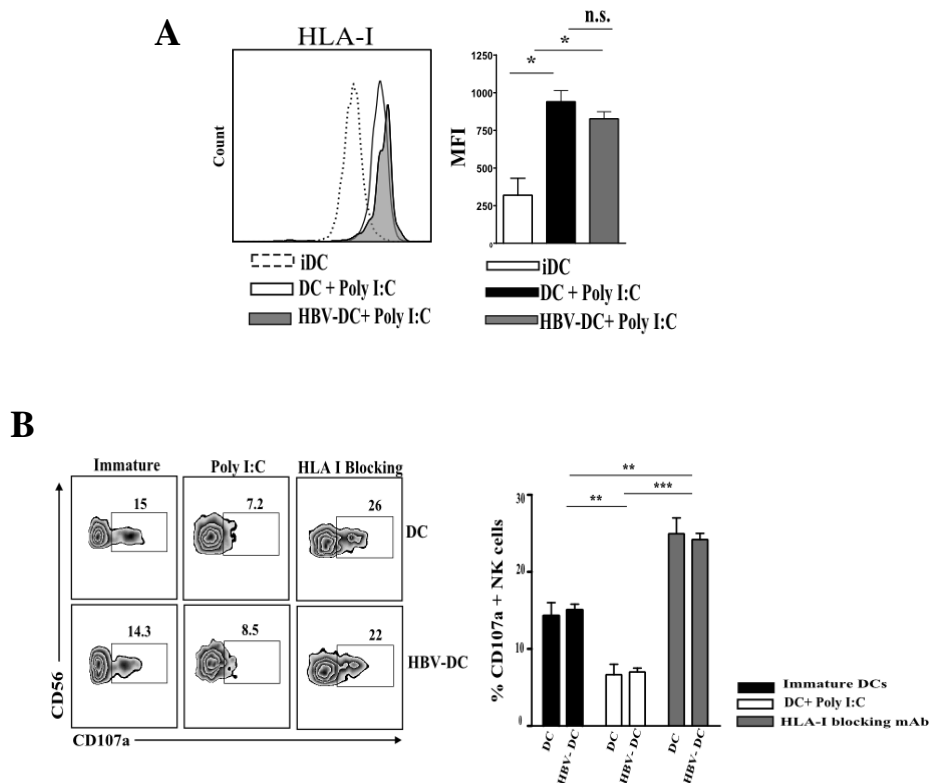 A
HLA-I
Count
iDC
DC + Poly I:C
HBV-DC+ Poly I:C
n.s.
*
*
MFI
1250
1000
750
500
250
0
iDC
DC + Poly I:C
HBV-DC+ Poly I:C
B
Immature
Poly I:C
HLA I Blocking
15
7.2
26
DC
14.3
8.5
22
HBV-DC
CD56
CD107a
**
**
***
% CD107a + NK cells
30
20
10
0
DC
HBV- DC
DC
HBV- DC
DC
HBV- DC
Immature DCs
DC+ Poly I:C
HLA-I blocking mAb